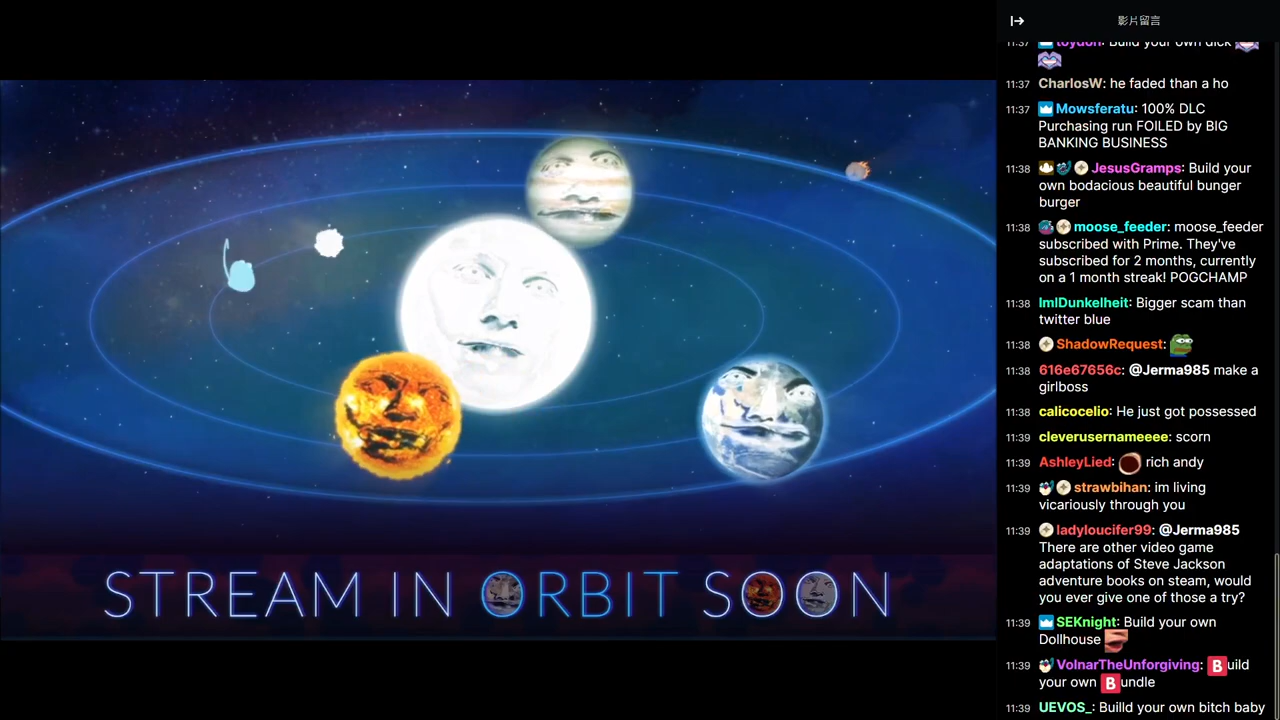 影片留言
11:37 toydon: Build your own dick
11:37 CharlosW: he faded than a ho
11:37 Mowsferatu: 100% DLC
Purchasing run FOILED by BIG
BANKING BUSINESS
11:38 JesusGramps: Build your
own bodacious beautiful bunger
burger
11:38 moose_feeder: moose_feeder
subscribed with Prime. They've
subscribed for 2 months, currently
on a 1 month streak! POGCHAMP
11:38 ImlDunkelheit: Bigger scam than
twitter blue
11:38 ShadowRequest:
11:38 616e67656c: @Jerma985 make a
girlboss
11:38 calicocelio: He just got possessed
11:39 cleverusernameeee: scorn
11:39 AshleyLied: rich andy
11:39 strawbihan: im living
vicariously through you
11:39 ladyloucifer99: @Jerma985
There are other video game
adaptations of Steve Jackson
adventure books on steam, would
you ever give one of those a try?
11:39 SEKnight: Build your own
Dollhouse
11:39 VolnarTheUnforgiving: Build
your own Bundle
11:39 UEVOS_: Builld your own bitch baby
STREAM IN ORBIT SOON